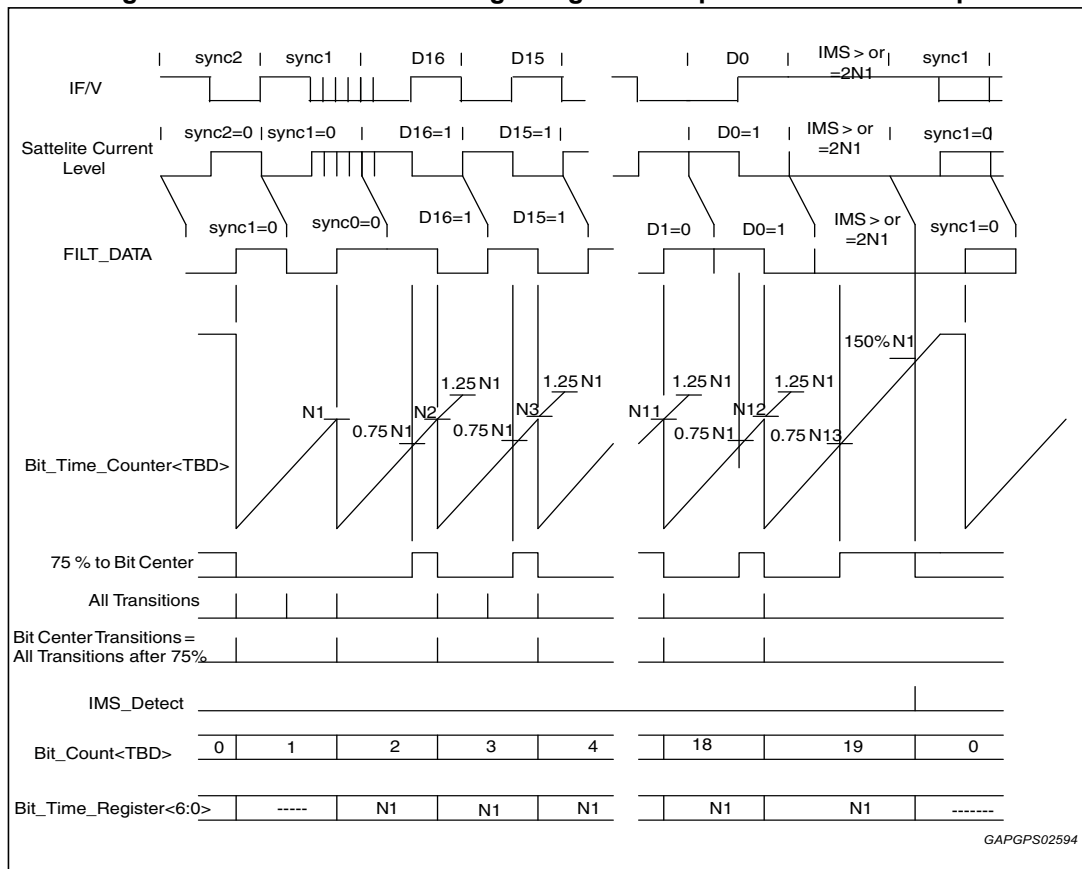 sync2 sync1 D16 D15 D0 IMS > or =2N1 sync1
IF/V
sync2=0 sync1=0 D16=1 D15=1 D0=1 IMS > or =2N1 sync1=0
Sattelite Current
Level
sync1=0 sync0=0 D16=1 D15=1 D1=0 D0=1 IMS > or =2N1 sync1=0
FILT_DATA
150% N1
1.25 N1 1.25 N1 1.25 N1 1.25 N1
N1 N2 N3 N11 N12
0.75 N1 0.75 N1 0.75 N1 0.75 N13
Bit_Time_Counter<TBD>
75 % to Bit Center
All Transitions
Bit Center Transitions =
All Transitions after 75%
IMS_Detect
Bit_Count<TBD> 0 1 2 3 4 18 19 0
Bit_Time_Register<6:0> ----- N1 N1 N1 N1 N1 -------
GAPGPS02594